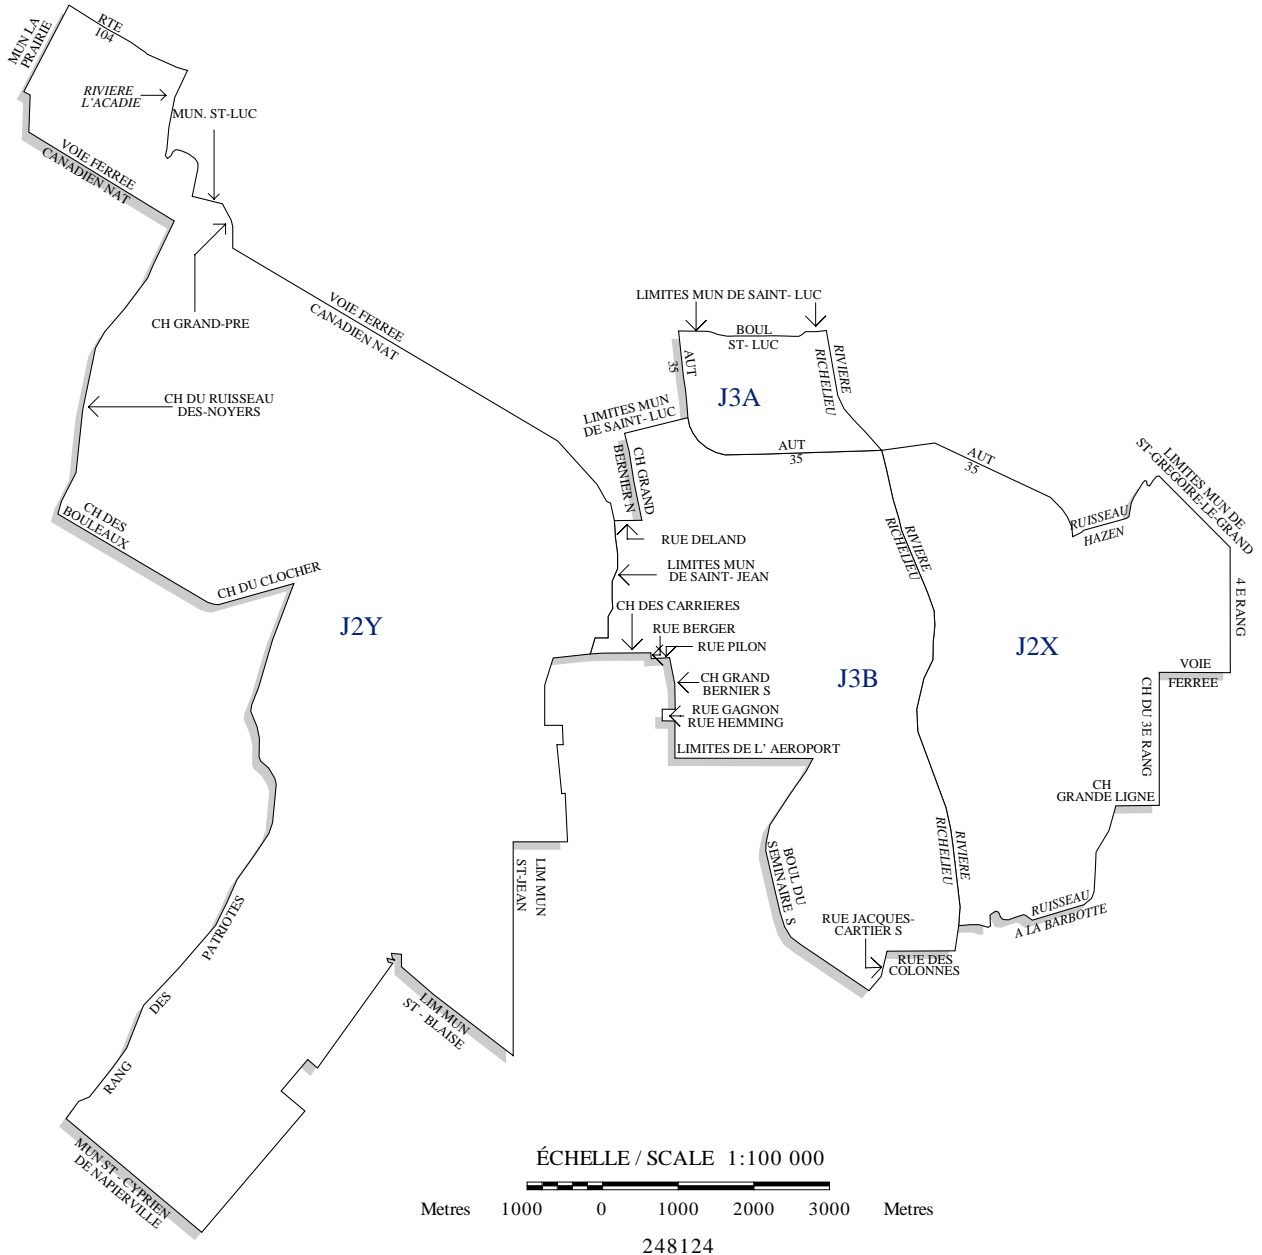 MUN LA
PRAIRIE
RTE
104
RIVIERE
L'ACADIE
MUN. ST-LUC
VOIE FERREE
CANADIEN NAT
CH GRAND-PRE
VOIE FERREE
CANADIEN NAT
CH DU RUISSEAU
DES-NOYERS
CH DES
BOULEAUX
CH DU CLOCHER
J2Y
LIMITES MUN DE SAINT- LUC
BOUL
ST- LUC
AUT
35
RIVIERE
RICHELIEU
J3A
LIMITES MUN
DE SAINT- LUC
CH GRAND
BERNIER N
AUT
35
AUT
35
RUISSEAU
HAZEN
LIMITES MUN DE
ST-GREGOIRE-LE-GRAND
RUE DELAND
LIMITES MUN
DE SAINT- JEAN
RIVIERE
RICHELIEU
4 E RANG
CH DES CARRIERES
RUE BERGER
RUE PILON
J2X
J3B
VOIE
FERREE
CH GRAND
BERNIER S
CH DU 3E RANG
RUE GAGNON
RUE HEMMING
LIMITES DE L' AEROPORT
CH
GRANDE LIGNE
RIVIERE
RICHELIEU
BOUL DU
SEMINAIRE S
LIM MUN
ST-JEAN
RUISSEAU
A LA BARBOTTE
RUE JACQUES-
CARTIER S
RUE DES
COLONNES
RANG DES PATRIOTES
LIM MUN
ST - BLAISE
MUN ST - CYPRIEN
DE NAPIERVILLE
ÉCHELLE / SCALE 1:100 000
Metres 1000 0 1000 2000 3000 Metres
248124